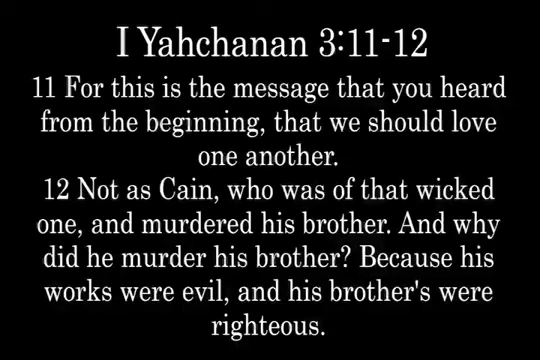 I Yahchanan 3:11-12
11 For this is the message that you heard
from the beginning, that we should love
one another.
12 Not as Cain, who was of that wicked
one, and murdered his brother. And why
did he murder his brother? Because his
works were evil, and his brother's were
righteous.